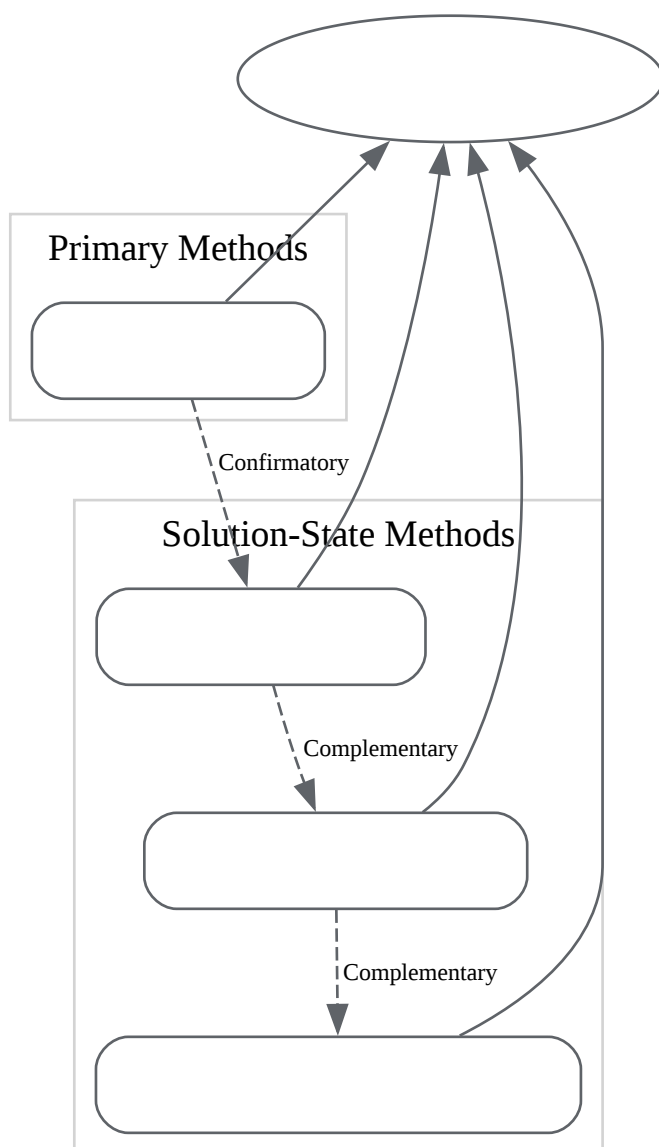 Primary Methods
Confirmatory
Solution-State Methods
Complementary
Complementary